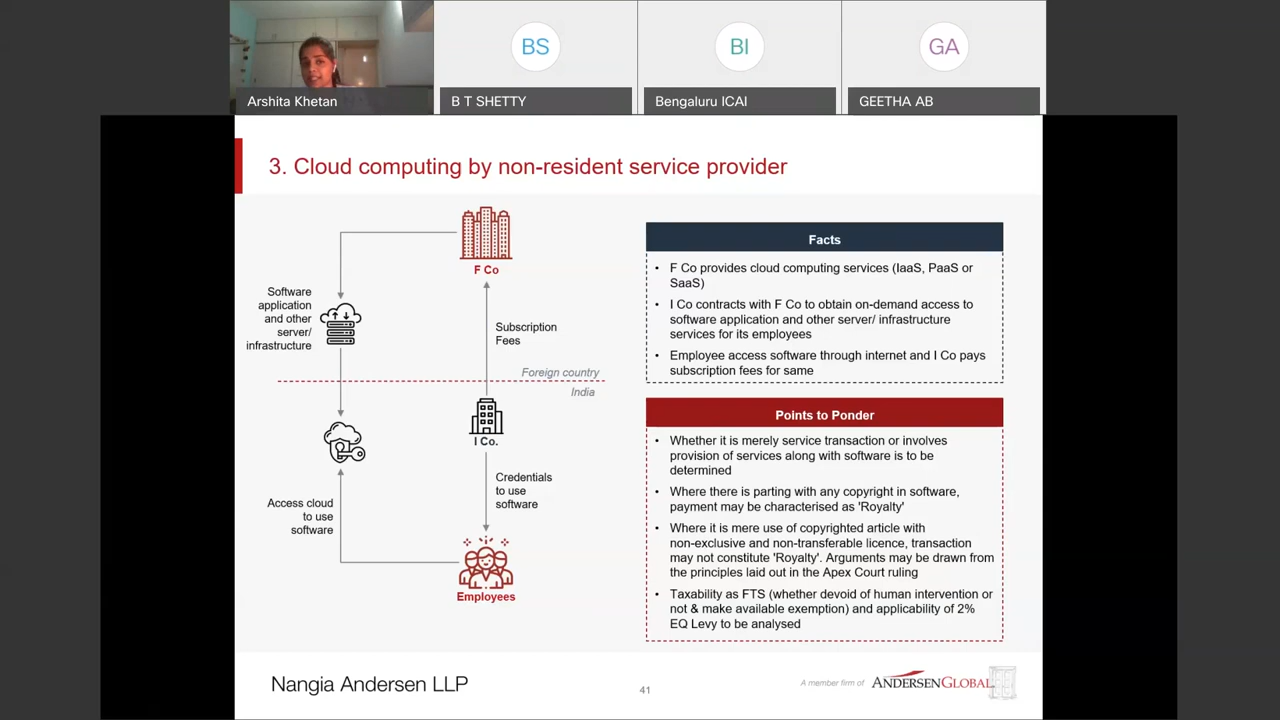 BS
BI
GA
Arshita Khetan
B T SHETTY
Bengaluru ICAI
GEETHA AB
3. Cloud computing by non-resident service provider
F Co
Software
application
and other
server/
infrastructure
Subscription
Fees
Foreign country
India
I Co.
Credentials
to use
software
Access cloud
to use
software
Employees
Facts
• F Co provides cloud computing services (IaaS, PaaS or
SaaS)
• I Co contracts with F Co to obtain on-demand access to
software application and other server/ infrastructure
services for its employees
• Employee access software through internet and I Co pays
subscription fees for same
Points to Ponder
• Whether it is merely service transaction or involves
provision of services along with software is to be
determined
• Where there is parting with any copyright in software,
payment may be characterised as 'Royalty'
• Where it is mere use of copyrighted article with
non-exclusive and non-transferable licence, transaction
may not constitute 'Royalty'. Arguments may be drawn from
the principles laid out in the Apex Court ruling
• Taxability as FTS (whether devoid of human intervention or
not & make available exemption) and applicability of 2%
EQ Levy to be analysed
Nangia Andersen LLP
41
A member firm of
ANDERSEN GLOBAL